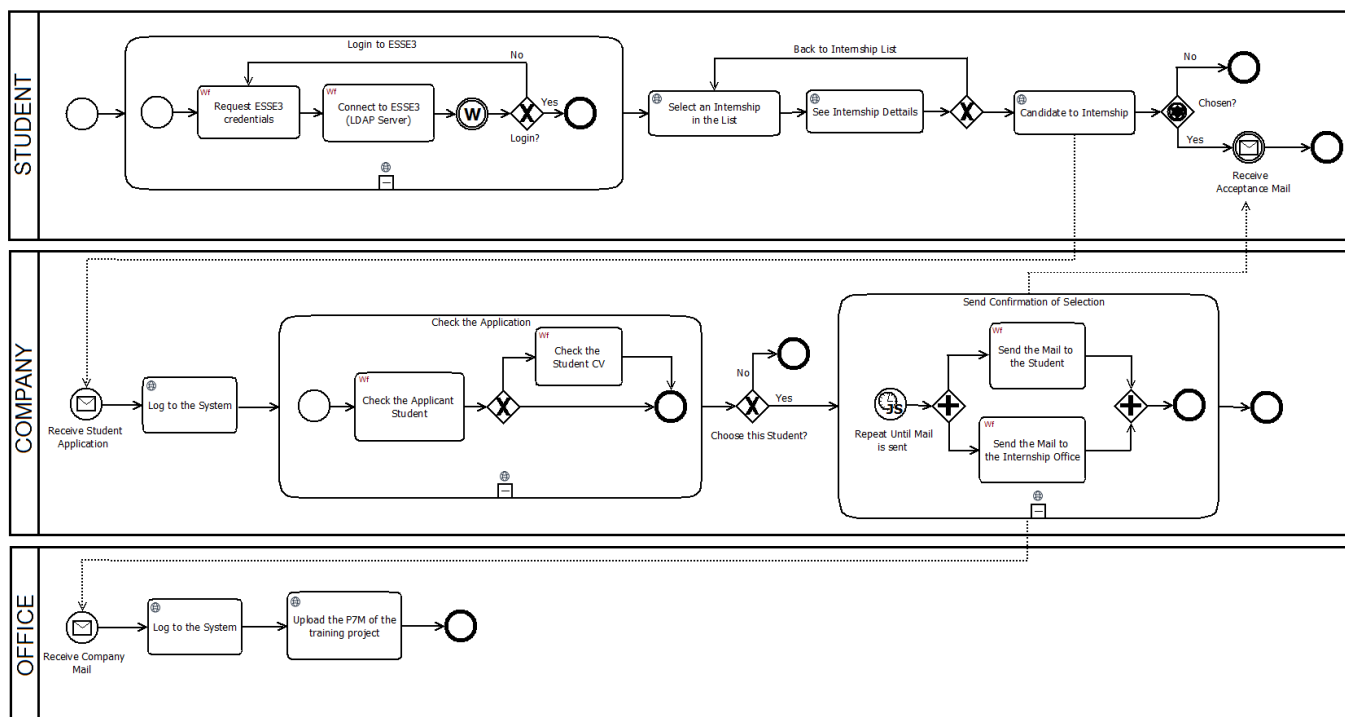 STUDENT
Login to ESSE3
No
Wf
Request ESSE3
credentials
Wf
Connect to ESSE3
(LDAP Server)
W
X
Yes
Login?
Back to Internship List
Select an Internship
in the List
See Internship Dettails
X
Candidate to Internship
No
Chosen?
Yes
Receive
Acceptance Mail
COMPANY
Receive Student
Application
Log to the System
Check the Application
Wf
Check the Applicant
Student
X
Wf
Check the
Student CV
No
X
Yes
Choose this Student?
Send Confirmation of Selection
JS
Repeat Until Mail
is sent
Wf
Send the Mail to
the Student
Wf
Send the Mail to
the Internship Office
OFFICE
Receive Company
Mail
Log to the System
Upload the P7M of the
training project